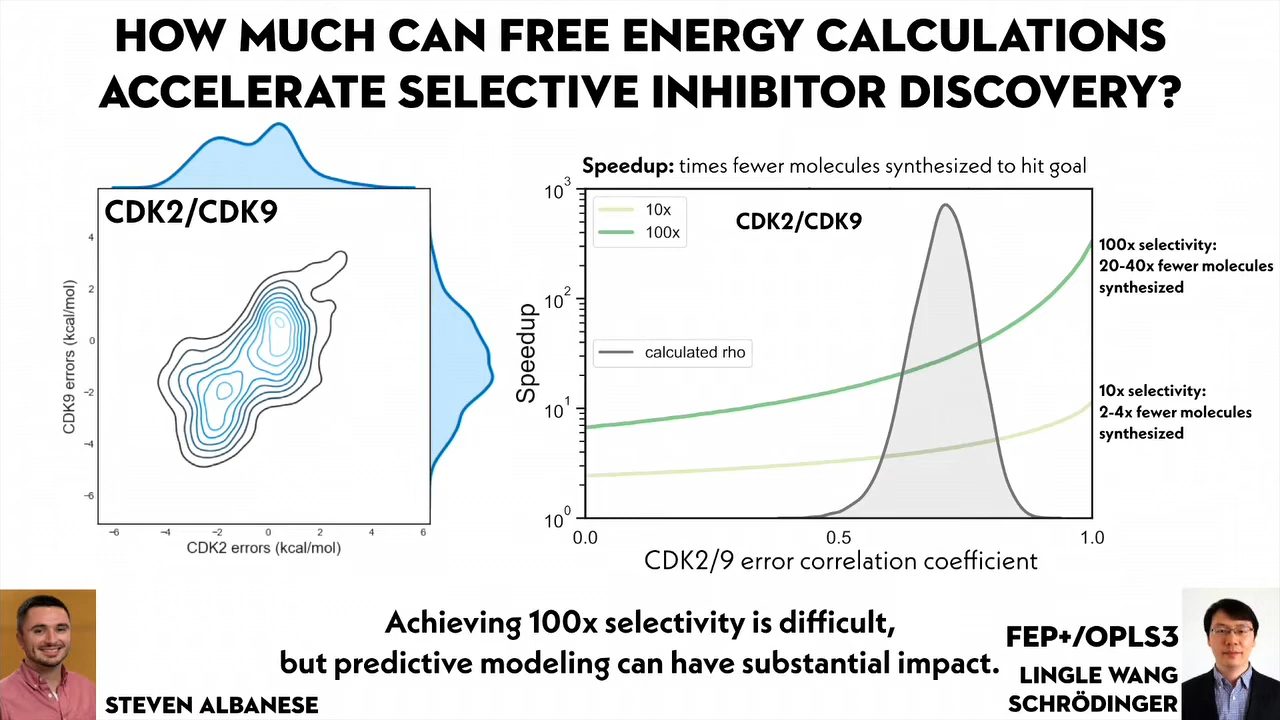 HOW MUCH CAN FREE ENERGY CALCULATIONS
ACCELERATE SELECTIVE INHIBITOR DISCOVERY?
CDK2/CDK9
4
2
0
−2
−4
−6
CDK9 errors (kcal/mol)
−6 −4 −2 0 2 4 6
CDK2 errors (kcal/mol)
Speedup: times fewer molecules synthesized to hit goal
10³
10²
10¹
10⁰
Speedup
10x
100x
CDK2/CDK9
calculated rho
0.0 0.5 1.0
CDK2/9 error correlation coefficient
100x selectivity:
20-40x fewer molecules
synthesized
10x selectivity:
2-4x fewer molecules
synthesized
Achieving 100x selectivity is difficult,
but predictive modeling can have substantial impact.
STEVEN ALBANESE
FEP+/OPLS3
LINGLE WANG
SCHRÖDINGER